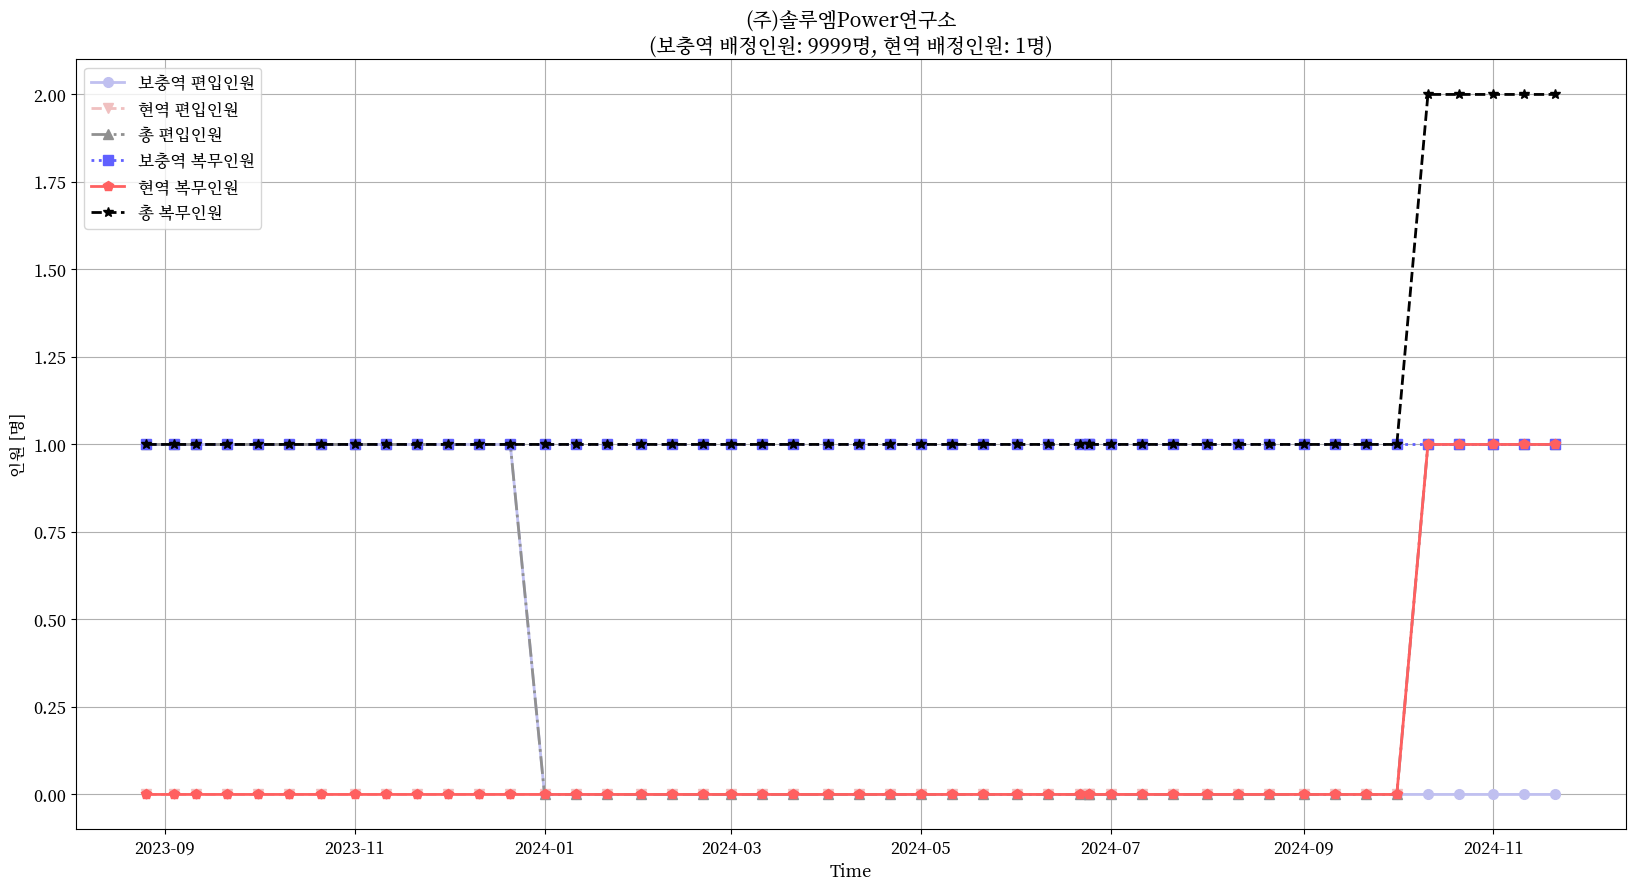 (주)솔루엠Power연구소
(보충역 배정인원: 9999명, 현역 배정인원: 1명)
보충역 편입인원
현역 편입인원
총 편입인원
보충역 복무인원
현역 복무인원
총 복무인원
인원 [명]
2.00
1.75
1.50
1.25
1.00
0.75
0.50
0.25
0.00
2023-09
2023-11
2024-01
2024-03
2024-05
2024-07
2024-09
2024-11
Time